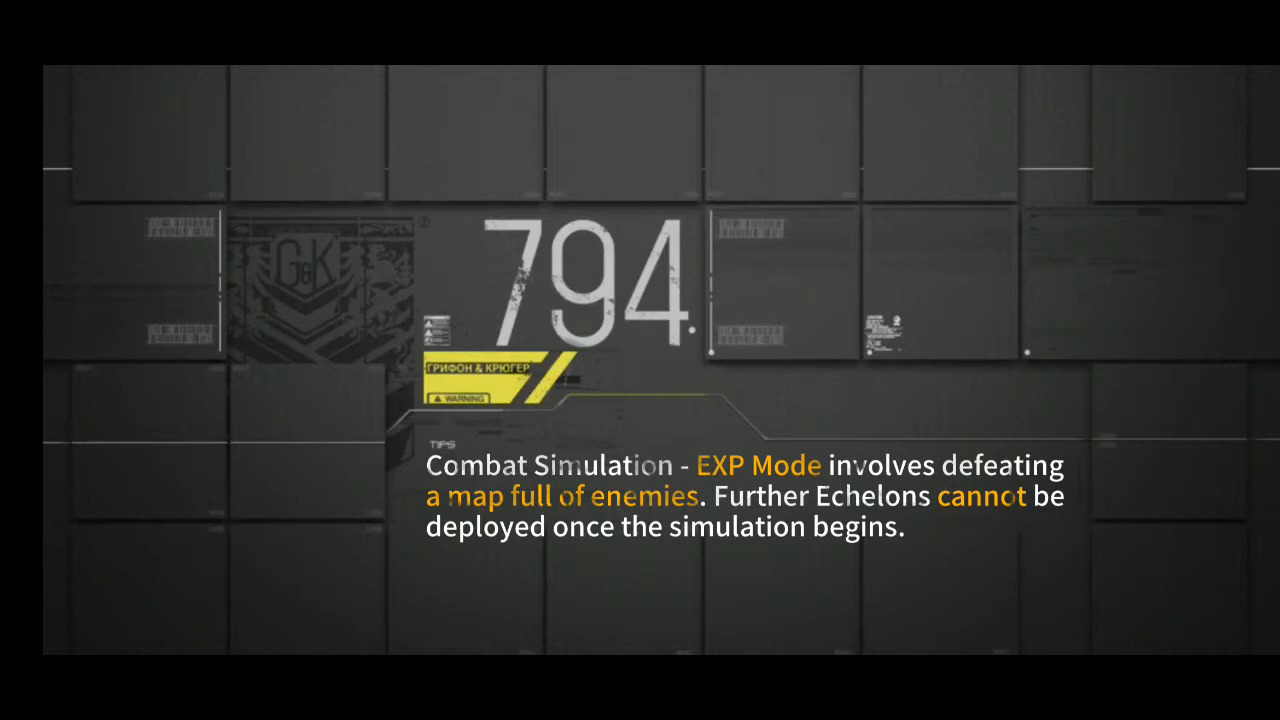 G&K
794.
ГРИФОН & КРЮГЕР
WARNING
TIPS
Combat Simulation - EXP Mode involves defeating
a map full of enemies. Further Echelons cannot be
deployed once the simulation begins.